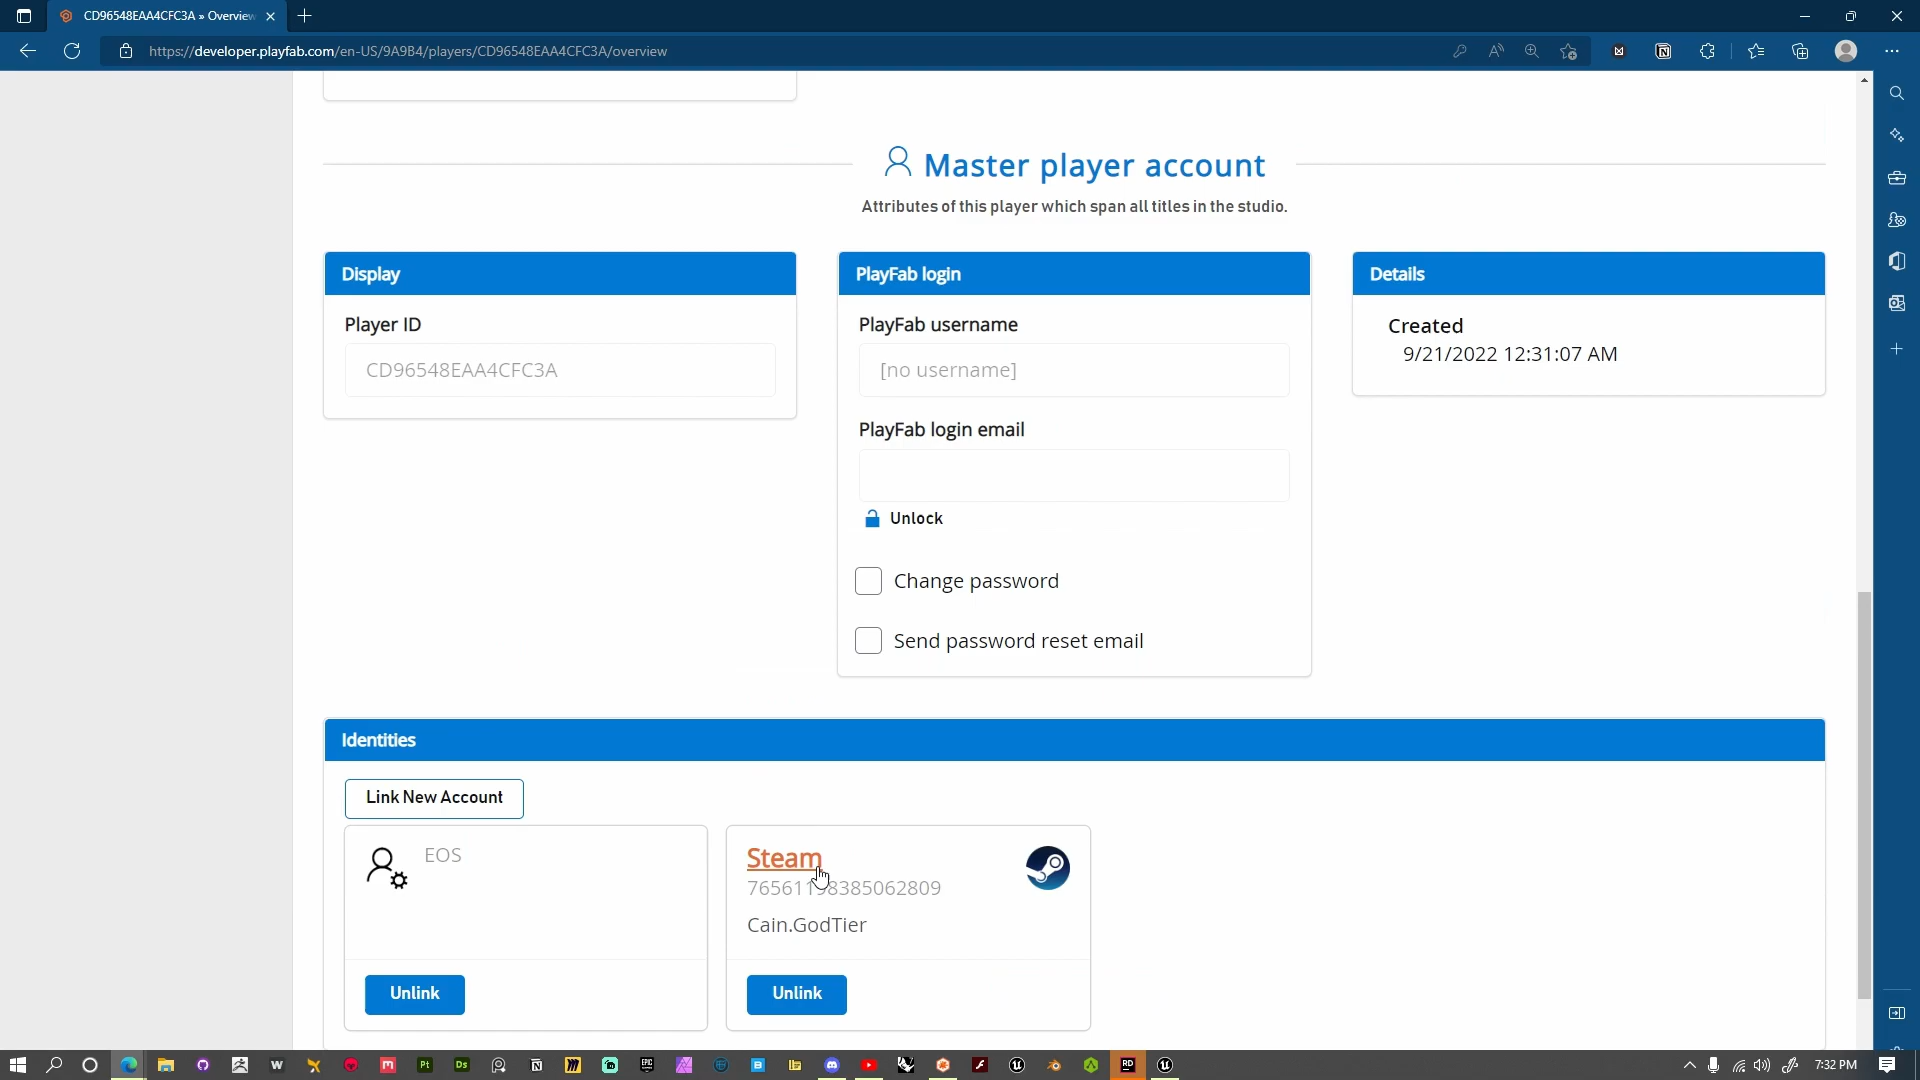 CD96548EAA4CFC3A » Overview
https://developer.playfab.com/en-US/9A9B4/players/CD96548EAA4CFC3A/overview
Master player account
Attributes of this player which span all titles in the studio.
Display
Player ID
CD96548EAA4CFC3A
PlayFab login
PlayFab username
[no username]
PlayFab login email
Unlock
Change password
Send password reset email
Details
Created
9/21/2022 12:31:07 AM
Identities
Link New Account
EOS
Unlink
Steam
76561198385062809
Cain.GodTier
Unlink
7:32 PM